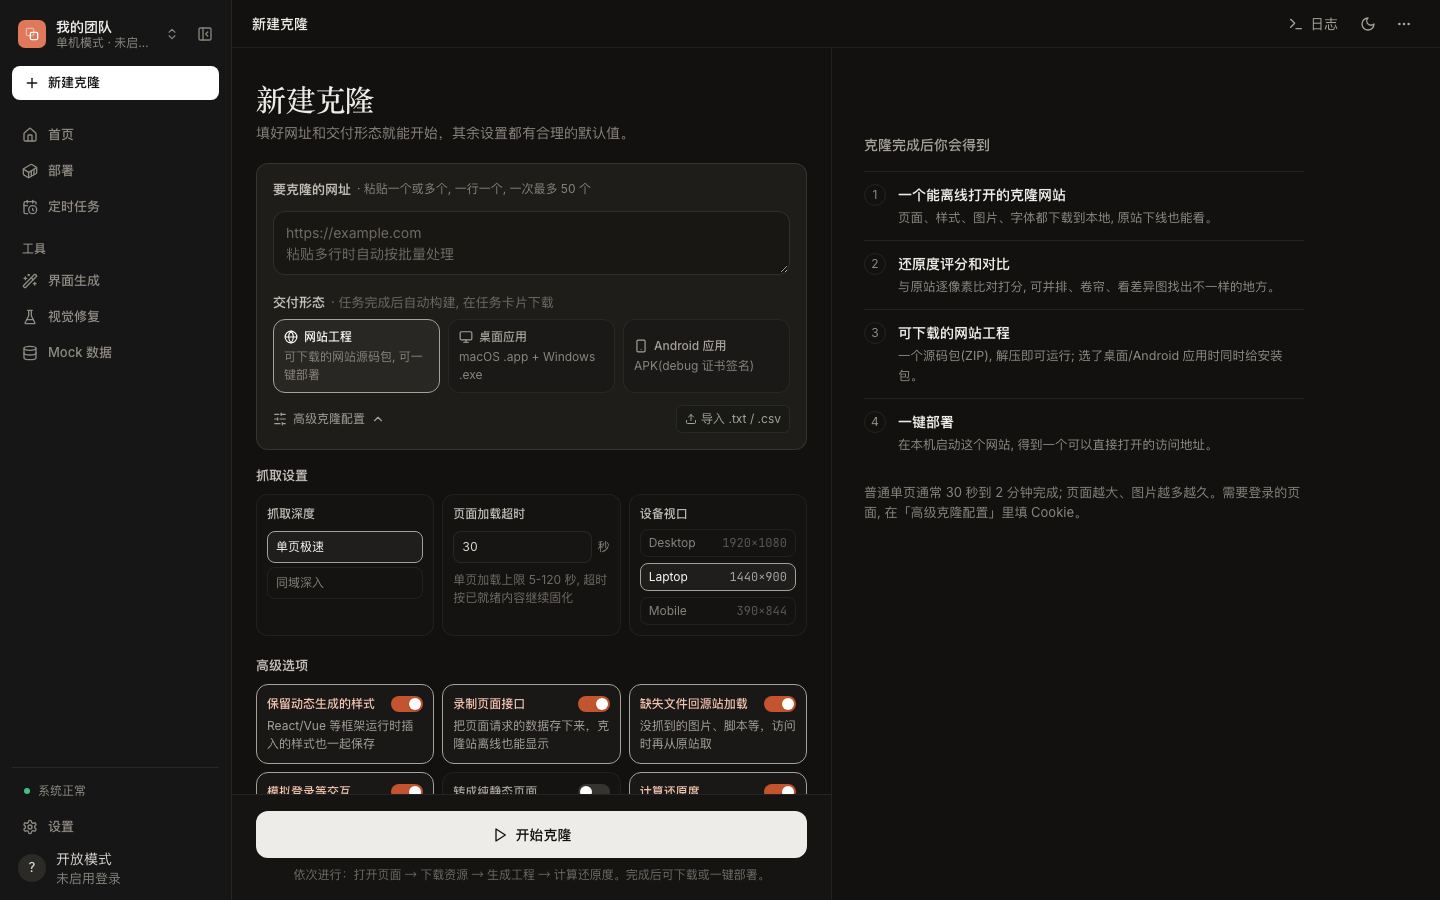 我的团队
单机模式 · 未启...
新建克隆
首页
部署
定时任务
工具
界面生成
视觉修复
Mock 数据
系统正常
设置
?
开放模式
未启用登录
新建克隆
日志
新建克隆
填好网址和交付形态就能开始，其余设置都有合理的默认值。
要克隆的网址 · 粘贴一个或多个, 一行一个, 一次最多 50 个
https://example.com
粘贴多行时自动按批量处理
交付形态 · 任务完成后自动构建, 在任务卡片下载
网站工程
可下载的网站源码包, 可一
键部署
桌面应用
macOS .app + Windows
.exe
Android 应用
APK(debug 证书签名)
高级克隆配置
导入 .txt / .csv
抓取设置
抓取深度
单页极速
同域深入
页面加载超时
30 秒
单页加载上限 5-120 秒, 超时
按已就绪内容继续固化
设备视口
Desktop 1920×1080
Laptop 1440×900
Mobile 390×844
高级选项
保留动态生成的样式
React/Vue 等框架运行时插
入的样式也一起保存
录制页面接口
把页面请求的数据存下来，克
隆站离线也能显示
缺失文件回源站加载
没抓到的图片、脚本等，访问
时再从原站取
模拟登录等交互
转成纯静态页面
计算还原度
开始克隆
依次进行：打开页面 → 下载资源 → 生成工程 → 计算还原度。完成后可下载或一键部署。
克隆完成后你会得到
1 一个能离线打开的克隆网站
页面、样式、图片、字体都下载到本地, 原站下线也能看。
2 还原度评分和对比
与原站逐像素比对打分, 可并排、卷帘、看差异图找出不一样的地方。
3 可下载的网站工程
一个源码包(ZIP), 解压即可运行; 选了桌面/Android 应用时同时给安装
包。
4 一键部署
在本机启动这个网站, 得到一个可以直接打开的访问地址。
普通单页通常 30 秒到 2 分钟完成; 页面越大、图片越多越久。需要登录的页
面, 在「高级克隆配置」里填 Cookie。